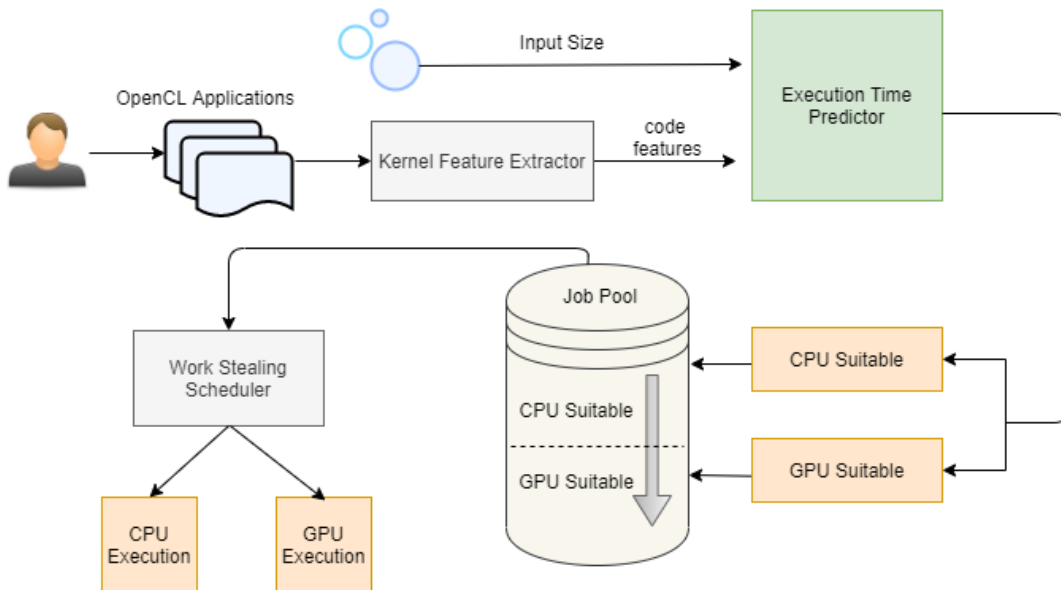 Input Size
OpenCL Applications
Execution Time
Predictor
Kernel Feature Extractor
code
features
Job Pool
Work Stealing
Scheduler
CPU Suitable
CPU Suitable
GPU Suitable
GPU Suitable
CPU
Execution
GPU
Execution